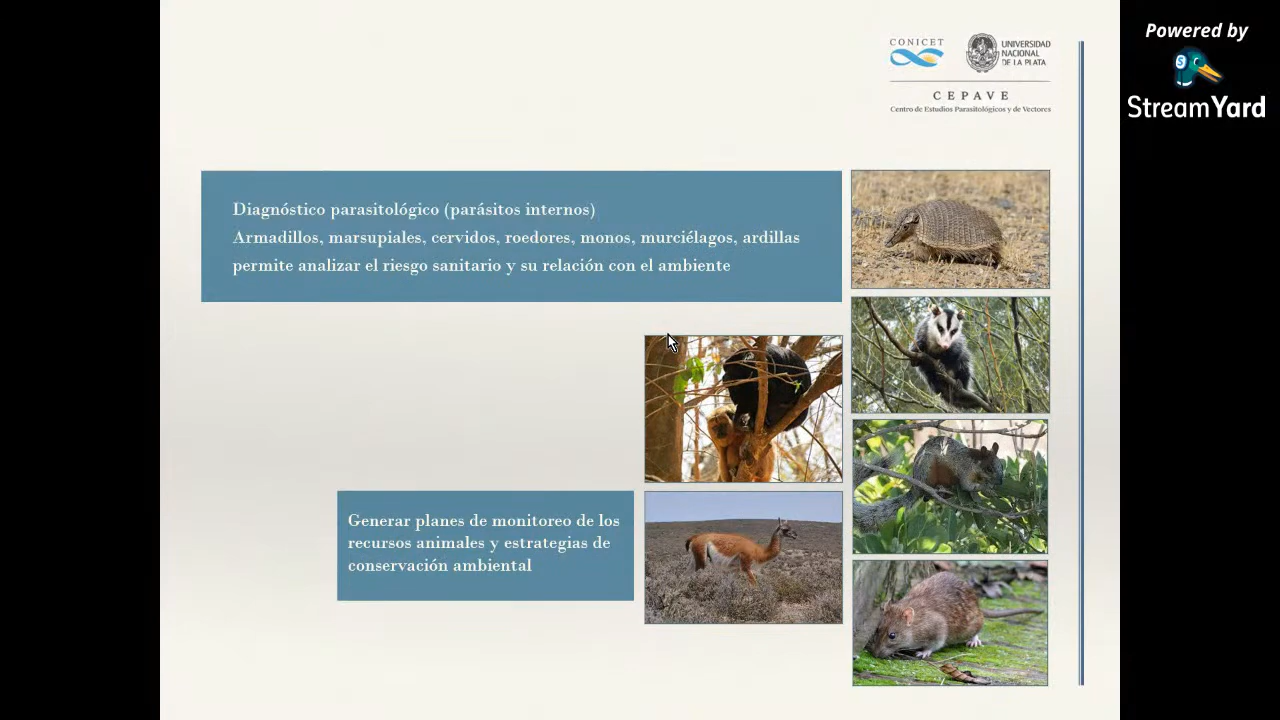 Powered by
StreamYard
CONICET
UNIVERSIDAD
NACIONAL
DE LA PLATA
CEPAVE
Centro de Estudios Parasitológicos y de Vectores
Diagnóstico parasitológico (parásitos internos)
Armadillos, marsupiales, cervidos, roedores, monos, murciélagos, ardillas
permite analizar el riesgo sanitario y su relación con el ambiente
Generar planes de monitoreo de los
recursos animales y estrategias de
conservación ambiental